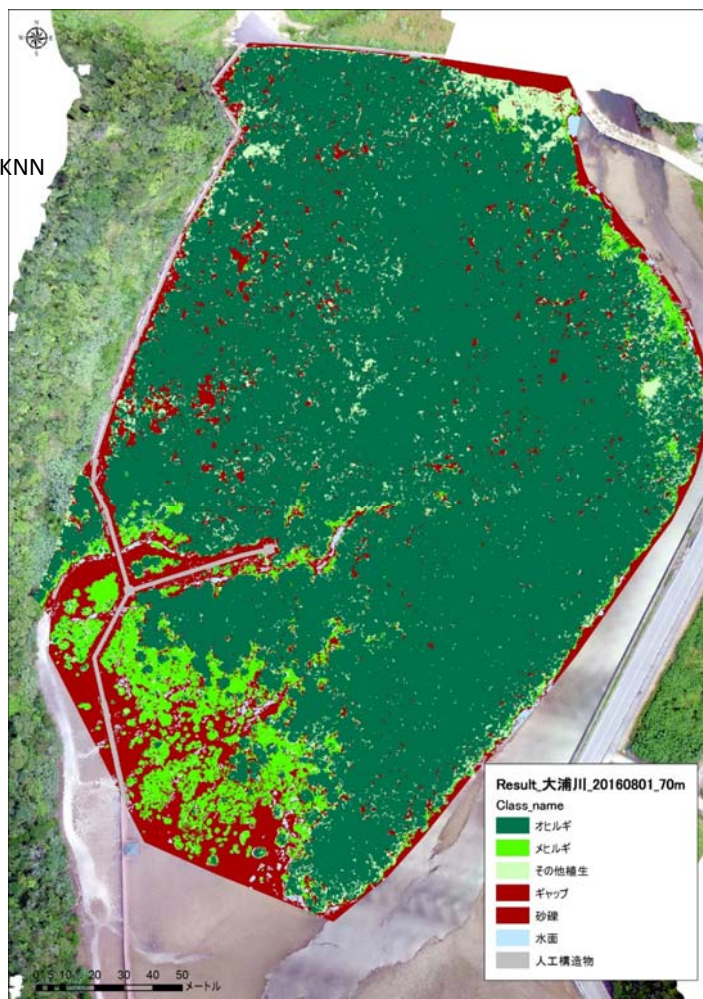 N
W E
S
KNN
Result_大浦川_20160801_70m
Class_name
オヒルギ
メヒルギ
その他植生
ギャップ
砂礫
水面
人工構造物
0 5 10 20 30 40 50
メートル